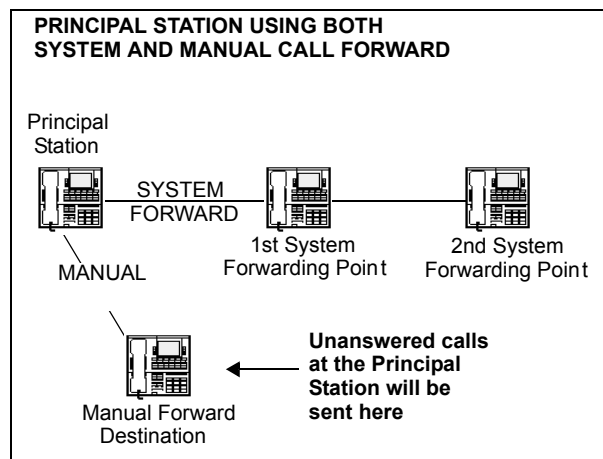 PRINCIPAL STATION USING BOTH
SYSTEM AND MANUAL CALL FORWARD
Principal
Station
SYSTEM
FORWARD
1st System
Forwarding Point
2nd System
Forwarding Point
MANUAL
Manual Forward
Destination
Unanswered calls
at the Principal
Station will be
sent here